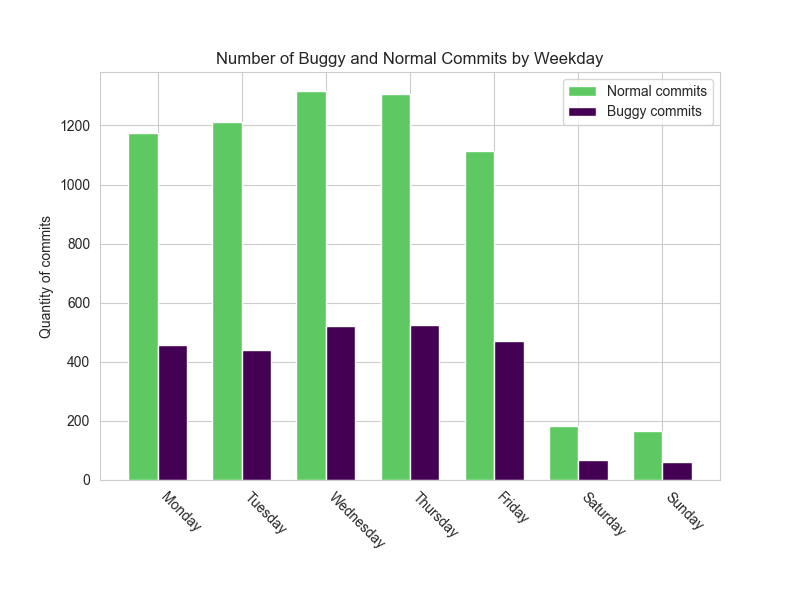 Number of Buggy and Normal Commits by Weekday
Normal commits
Buggy commits
Quantity of commits
1200
1000
800
600
400
200
0
Monday
Tuesday
Wednesday
Thursday
Friday
Saturday
Sunday